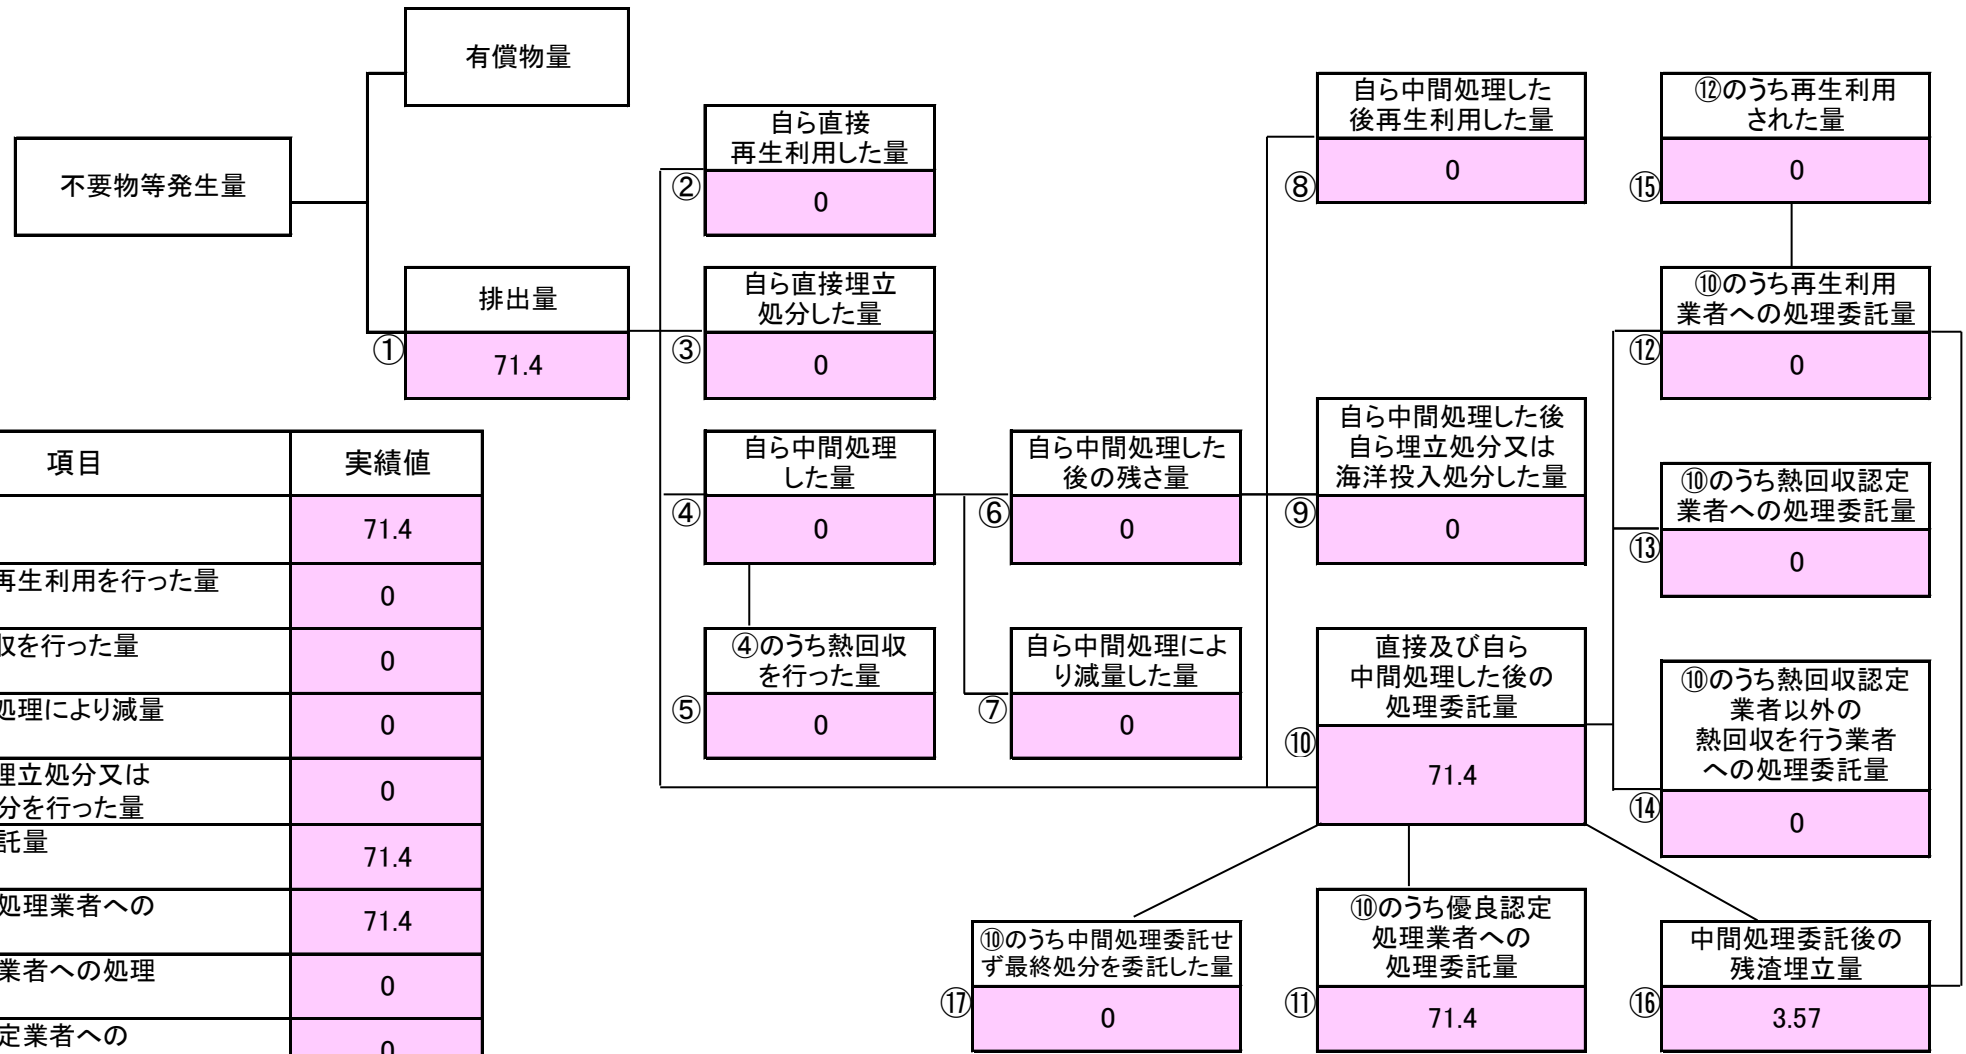 有償物量
不要物等発生量
排出量
①
71.4
自ら直接
再生利用した量
②
0
自ら直接埋立
処分した量
③
0
自ら中間処理
した量
④
0
④のうち熱回収
を行った量
⑤
0
自ら中間処理した
後の残さ量
⑥
0
自ら中間処理によ
り減量した量
⑦
0
自ら中間処理した
後再生利用した量
⑧
0
自ら中間処理した後
自ら埋立処分又は
海洋投入処分した量
⑨
0
直接及び自ら
中間処理した後の
処理委託量
⑩
71.4
⑫のうち再生利用
された量
⑮
0
⑩のうち再生利用
業者への処理委託量
⑫
0
⑩のうち熱回収認定
業者への処理委託量
⑬
0
⑩のうち熱回収認定
業者以外の
熱回収を行う業者
への処理委託量
⑭
0
⑩のうち中間処理委託せ
ず最終処分を委託した量
⑰
0
⑩のうち優良認定
処理業者への
処理委託量
⑪
71.4
中間処理委託後の
残渣埋立量
⑯
3.57
項目 実績値
71.4
再生利用を行った量
0
収を行った量
0
処理により減量
0
埋立処分又は
分を行った量
0
託量
71.4
処理業者への
71.4
業者への処理
0
定業者への
0